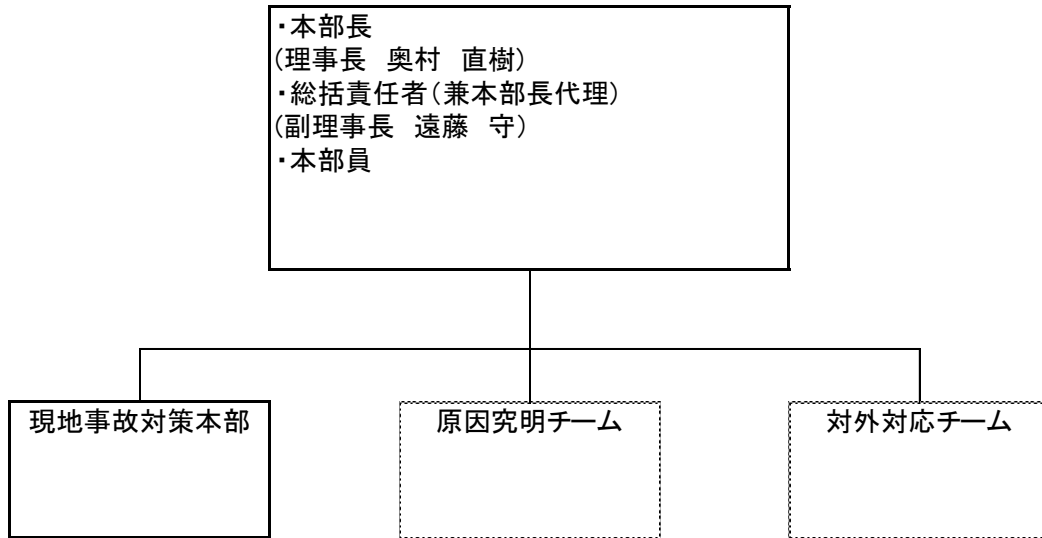 ・本部長
(理事長　奥村　直樹)
・総括責任者(兼本部長代理)
(副理事長　遠藤　守)
・本部員
現地事故対策本部
原因究明チーム
対外対応チーム